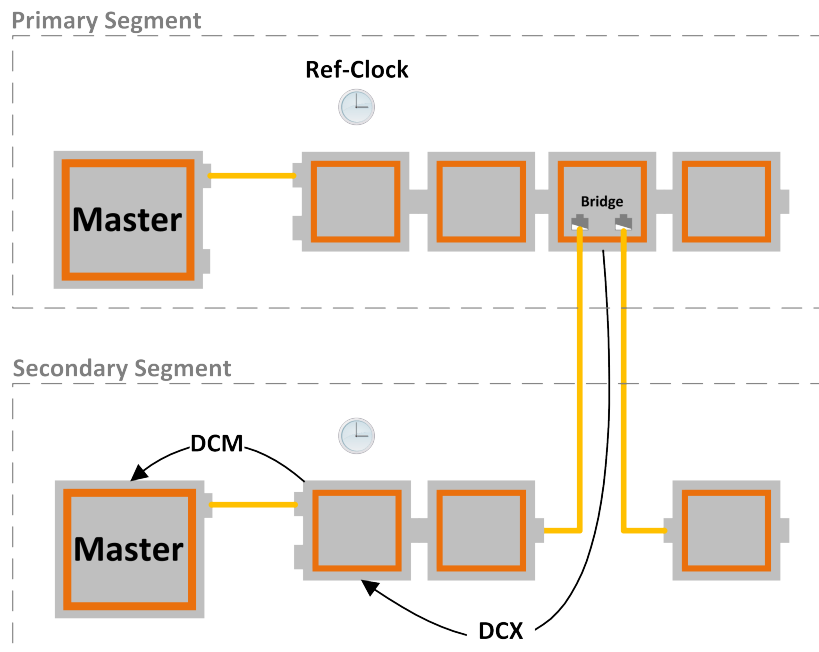 Primary Segment
Ref-Clock
Master
Bridge
Secondary Segment
DCM
Master
DCX